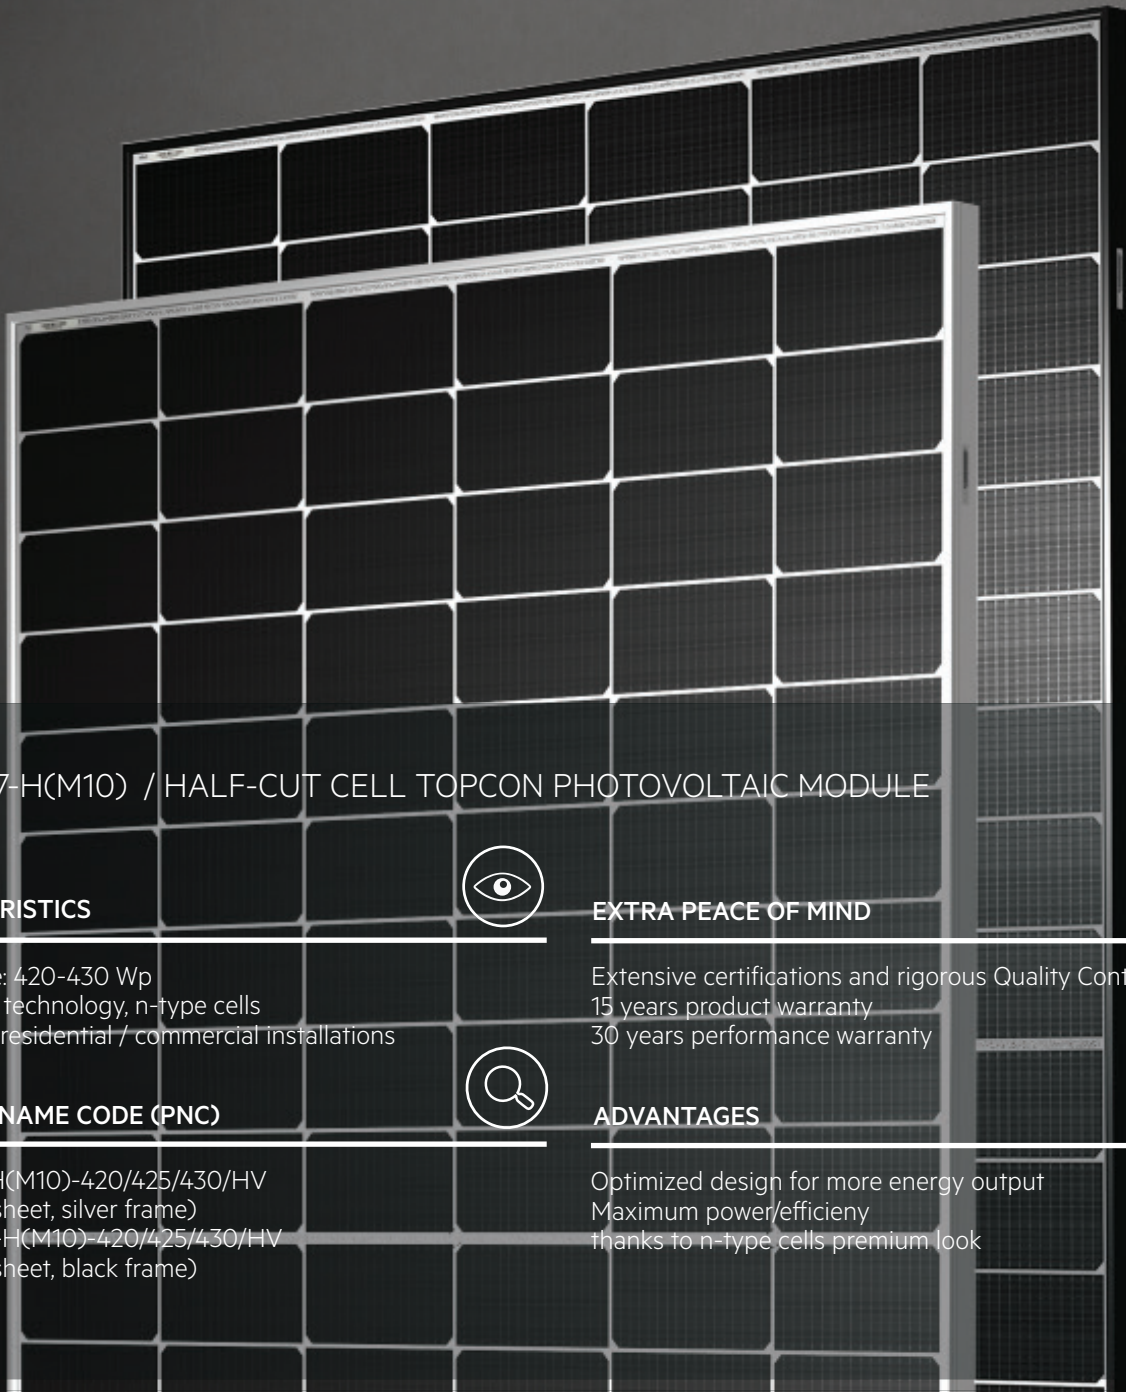 7-H(M10) / HALF-CUT CELL TOPCON PHOTOVOLTAIC MODULE
RISTICS
e: 420-430 Wp
technology, n-type cells
residential / commercial installations
EXTRA PEACE OF MIND
Extensive certifications and rigorous Quality Cont
15 years product warranty
30 years performance warranty
NAME CODE (PNC)
H(M10)-420/425/430/HV
sheet, silver frame)
-H(M10)-420/425/430/HV
sheet, black frame)
ADVANTAGES
Optimized design for more energy output
Maximum power/efficieny
thanks to n-type cells premium look